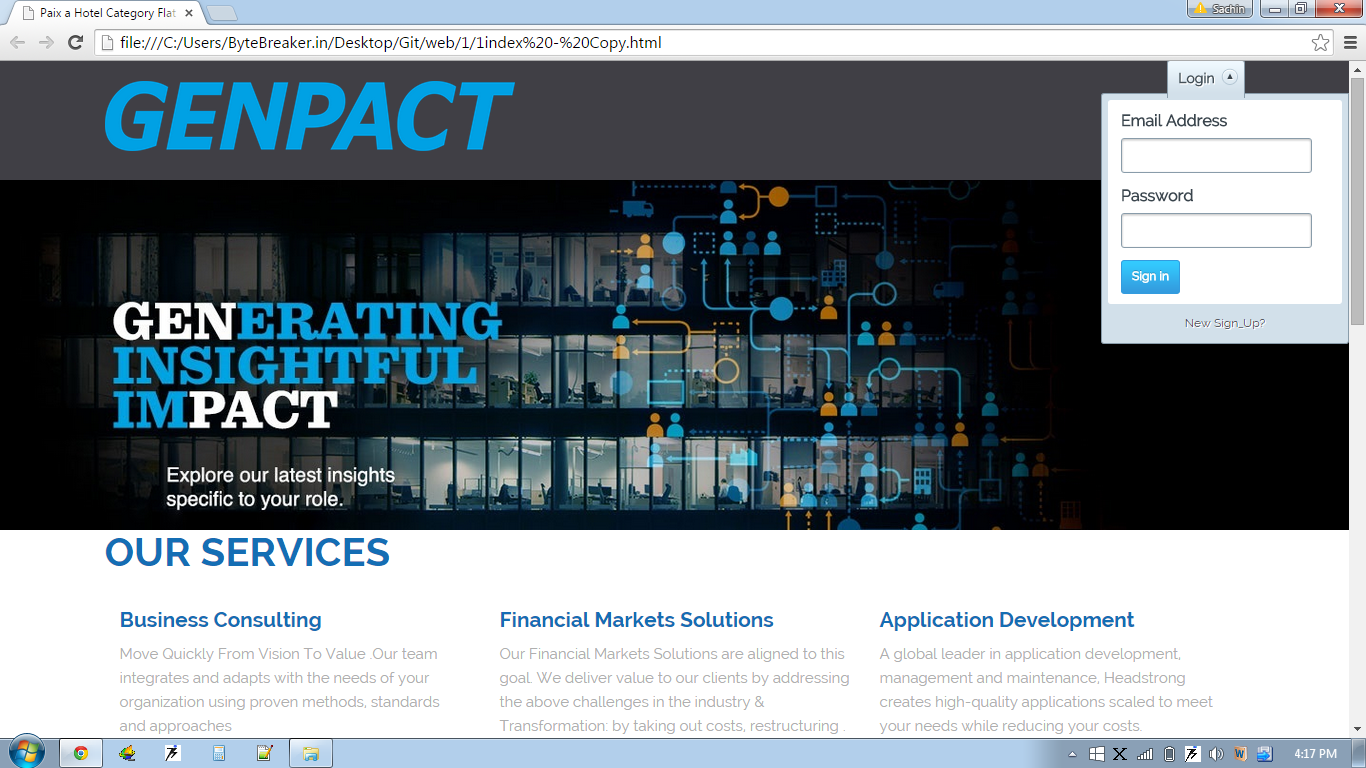 Paix a Hotel Category Flat
Sachin
file:///C:/Users/ByteBreaker.in/Desktop/Git/web/1/1index%20-%20Copy.html
GENPACT
Login
Email Address
Password
Sign in
New Sign_Up?
GENERATING
INSIGHTFUL
IMPACT
Explore our latest insights
specific to your role.
OUR SERVICES
Business Consulting
Move Quickly From Vision To Value .Our team
integrates and adapts with the needs of your
organization using proven methods, standards
and approaches
Financial Markets Solutions
Our Financial Markets Solutions are aligned to this
goal. We deliver value to our clients by addressing
the above challenges in the industry &
Transformation: by taking out costs, restructuring .
Application Development
A global leader in application development,
management and maintenance, Headstrong
creates high-quality applications scaled to meet
your needs while reducing your costs.
4:17 PM